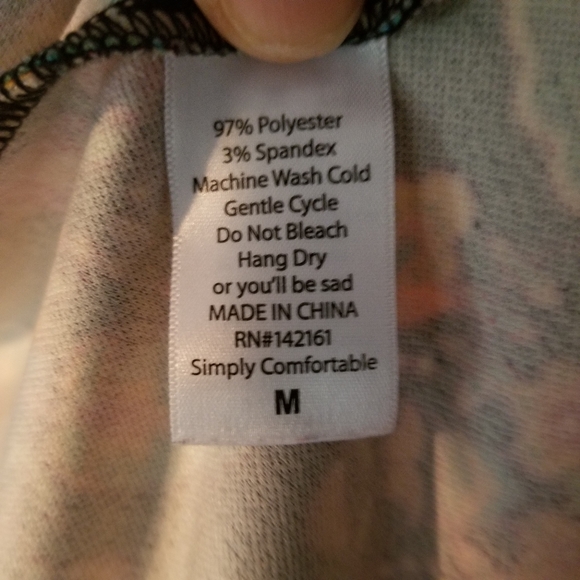 97% Polyester
3% Spandex
Machine Wash Cold
Gentle Cycle
Do Not Bleach
Hang Dry
or you'll be sad
MADE IN CHINA
RN#142161
Simply Comfortable
M